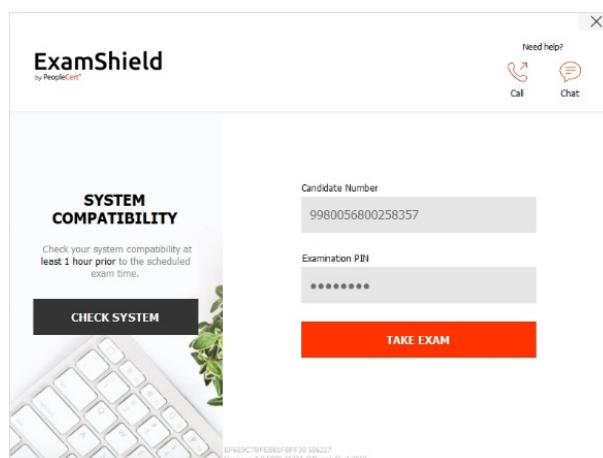 Need help?
ExamShield
by PeopleCert
Call Chat
SYSTEM
COMPATIBILITY
Check your system compatibility at
least 1 hour prior to the scheduled
exam time.
CHECK SYSTEM
Candidate Number
9980056800258357
Examination PIN
●●●●●●●●
TAKE EXAM